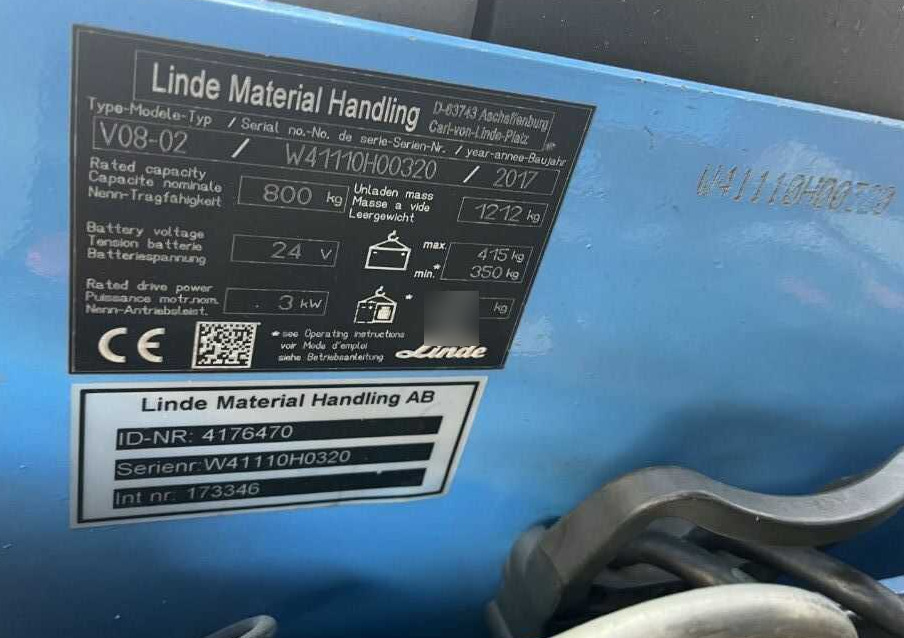 Linde Material Handling
D-63743 Aschaffenburg
Carl-von-Linde-Platz
Type-Modele-Typ / Serial no.-No. de serie-Serien-Nr. / year-annee-Baujahr
V08-02 / W41110H00320 / 2017
Rated capacity
Capacite nominale
Nenn-Tragfähigkeit
800 kg
Unladen mass
Masse a vide
Leergewicht
1212 kg
Battery voltage
Tension batterie
Batteriespannung
24 V
max. 415 kg
min.* 350 kg
Rated drive power
Puissance motr.nom.
Nenn-Antriebsleist.
3 kW
*
kg
CE
* see Operating instructions
voir Mode d'emploi
siehe Betriebsanleitung
Linde
W41110H00320
Linde Material Handling AB
ID-NR: 4176470
Serienr:W41110H0320
Int nr: 173346